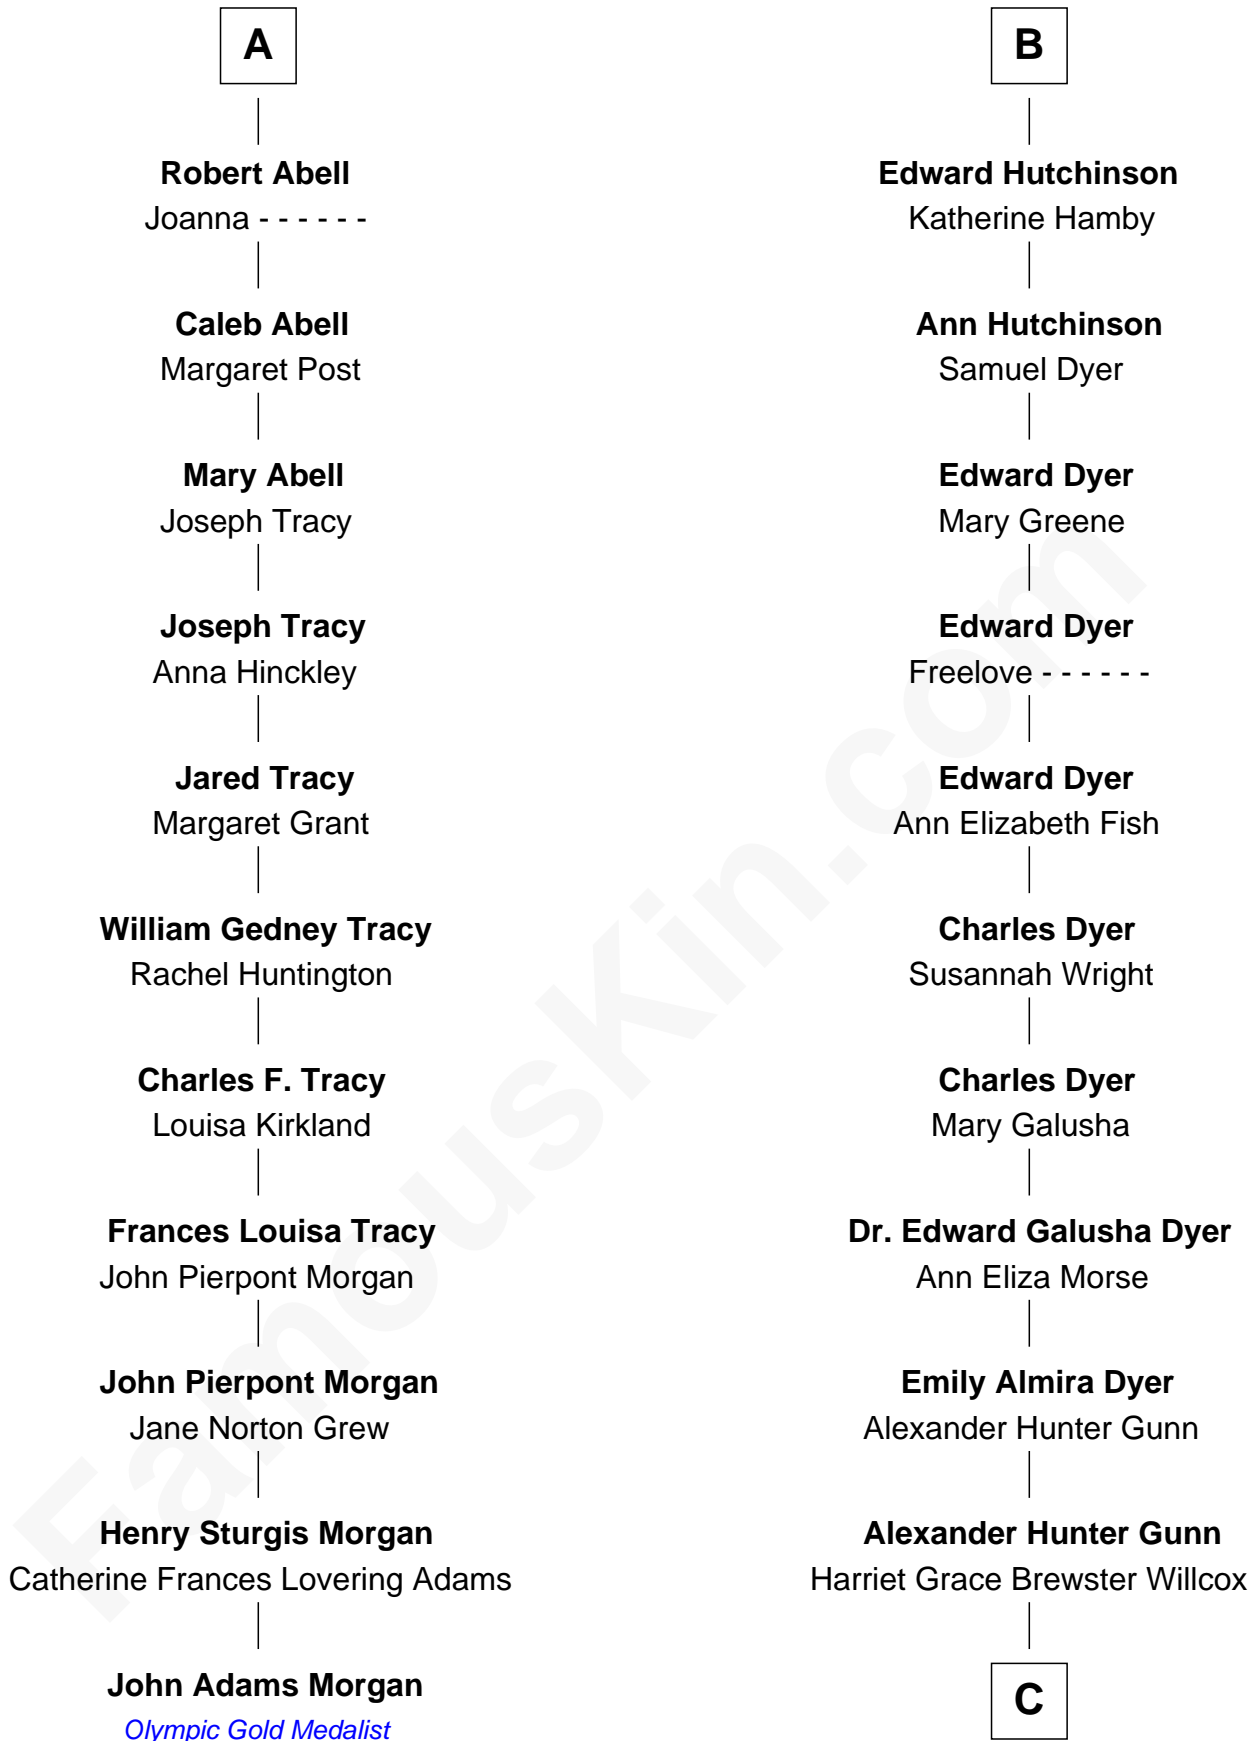 A
Robert Abell
Joanna - - - - - -
Caleb Abell
Margaret Post
Mary Abell
Joseph Tracy
Joseph Tracy
Anna Hinckley
Jared Tracy
Margaret Grant
William Gedney Tracy
Rachel Huntington
Charles F. Tracy
Louisa Kirkland
Frances Louisa Tracy
John Pierpont Morgan
John Pierpont Morgan
Jane Norton Grew
Henry Sturgis Morgan
Catherine Frances Lovering Adams
John Adams Morgan
Olympic Gold Medalist
B
Edward Hutchinson
Katherine Hamby
Ann Hutchinson
Samuel Dyer
Edward Dyer
Mary Greene
Edward Dyer
Freelove - - - - - -
Edward Dyer
Ann Elizabeth Fish
Charles Dyer
Susannah Wright
Charles Dyer
Mary Galusha
Dr. Edward Galusha Dyer
Ann Eliza Morse
Emily Almira Dyer
Alexander Hunter Gunn
Alexander Hunter Gunn
Harriet Grace Brewster Willcox
C
FamousKin.com